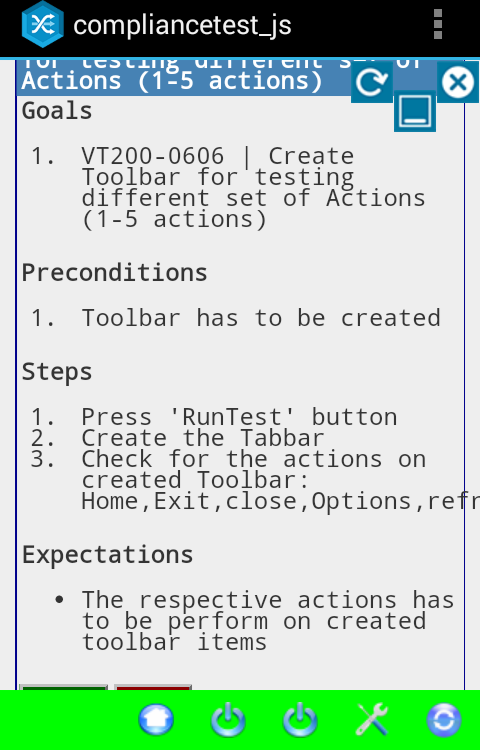 compliancetest_js
for testing different set of
Actions (1-5 actions)
Goals
1. VT200-0606 | Create
Toolbar for testing
different set of Actions
(1-5 actions)
Preconditions
1. Toolbar has to be created
Steps
1. Press 'RunTest' button
2. Create the Tabbar
3. Check for the actions on
created Toolbar:
Home,Exit,close,Options,refr
Expectations
• The respective actions has
to be perform on created
toolbar items